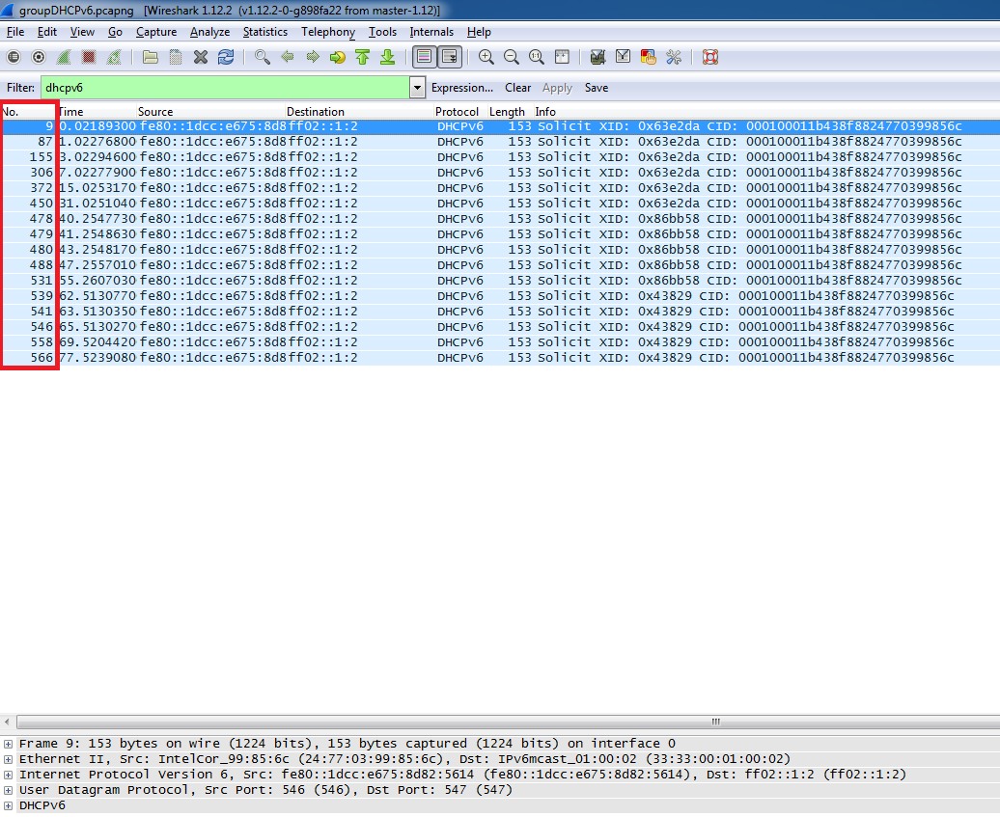 groupDHCPv6.pcapng [Wireshark 1.12.2 (v1.12.2-0-g898fa22 from master-1.12)]
File Edit View Go Capture Analyze Statistics Telephony Tools Internals Help
Filter: dhcpv6 Expression... Clear Apply Save
No. Time Source Destination Protocol Length Info
9 0.02189300 fe80::1dcc:e675:8d8 ff02::1:2 DHCPv6 153 Solicit XID: 0x63e2da CID: 000100011b438f8824770399856c
87 1.02276800 fe80::1dcc:e675:8d8 ff02::1:2 DHCPv6 153 Solicit XID: 0x63e2da CID: 000100011b438f8824770399856c
155 3.02294600 fe80::1dcc:e675:8d8 ff02::1:2 DHCPv6 153 Solicit XID: 0x63e2da CID: 000100011b438f8824770399856c
306 7.02277900 fe80::1dcc:e675:8d8 ff02::1:2 DHCPv6 153 Solicit XID: 0x63e2da CID: 000100011b438f8824770399856c
372 15.0253170 fe80::1dcc:e675:8d8 ff02::1:2 DHCPv6 153 Solicit XID: 0x63e2da CID: 000100011b438f8824770399856c
450 31.0251040 fe80::1dcc:e675:8d8 ff02::1:2 DHCPv6 153 Solicit XID: 0x63e2da CID: 000100011b438f8824770399856c
478 40.2547730 fe80::1dcc:e675:8d8 ff02::1:2 DHCPv6 153 Solicit XID: 0x86bb58 CID: 000100011b438f8824770399856c
479 41.2548630 fe80::1dcc:e675:8d8 ff02::1:2 DHCPv6 153 Solicit XID: 0x86bb58 CID: 000100011b438f8824770399856c
480 43.2548170 fe80::1dcc:e675:8d8 ff02::1:2 DHCPv6 153 Solicit XID: 0x86bb58 CID: 000100011b438f8824770399856c
488 47.2557010 fe80::1dcc:e675:8d8 ff02::1:2 DHCPv6 153 Solicit XID: 0x86bb58 CID: 000100011b438f8824770399856c
531 55.2607030 fe80::1dcc:e675:8d8 ff02::1:2 DHCPv6 153 Solicit XID: 0x86bb58 CID: 000100011b438f8824770399856c
539 62.5130770 fe80::1dcc:e675:8d8 ff02::1:2 DHCPv6 153 Solicit XID: 0x43829 CID: 000100011b438f8824770399856c
541 63.5130350 fe80::1dcc:e675:8d8 ff02::1:2 DHCPv6 153 Solicit XID: 0x43829 CID: 000100011b438f8824770399856c
546 65.5130270 fe80::1dcc:e675:8d8 ff02::1:2 DHCPv6 153 Solicit XID: 0x43829 CID: 000100011b438f8824770399856c
558 69.5204420 fe80::1dcc:e675:8d8 ff02::1:2 DHCPv6 153 Solicit XID: 0x43829 CID: 000100011b438f8824770399856c
566 77.5239080 fe80::1dcc:e675:8d8 ff02::1:2 DHCPv6 153 Solicit XID: 0x43829 CID: 000100011b438f8824770399856c
Frame 9: 153 bytes on wire (1224 bits), 153 bytes captured (1224 bits) on interface 0
Ethernet II, Src: IntelCor_99:85:6c (24:77:03:99:85:6c), Dst: IPv6mcast_01:00:02 (33:33:00:01:00:02)
Internet Protocol Version 6, Src: fe80::1dcc:e675:8d82:5614 (fe80::1dcc:e675:8d82:5614), Dst: ff02::1:2 (ff02::1:2)
User Datagram Protocol, Src Port: 546 (546), Dst Port: 547 (547)
DHCPv6